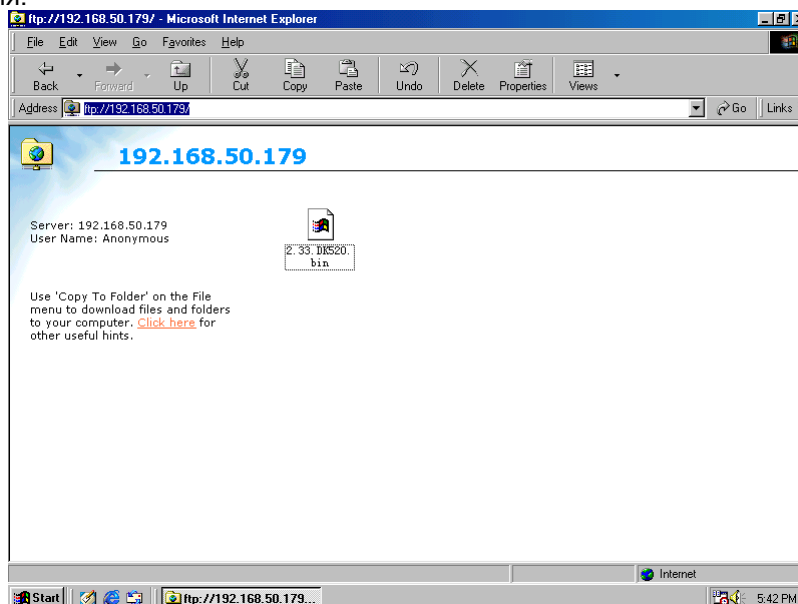 ия.
ftp://192.168.50.179/ - Microsoft Internet Explorer
File Edit View Go Favorites Help
Back Forward Up Cut Copy Paste Undo Delete Properties Views
Address ftp://192.168.50.179/ Go Links
192.168.50.179
Server: 192.168.50.179
User Name: Anonymous
2.33.DK520.
bin
Use 'Copy To Folder' on the File
menu to download files and folders
to your computer. Click here for
other useful hints.
Internet
Start ftp://192.168.50.179... 5:42 PM